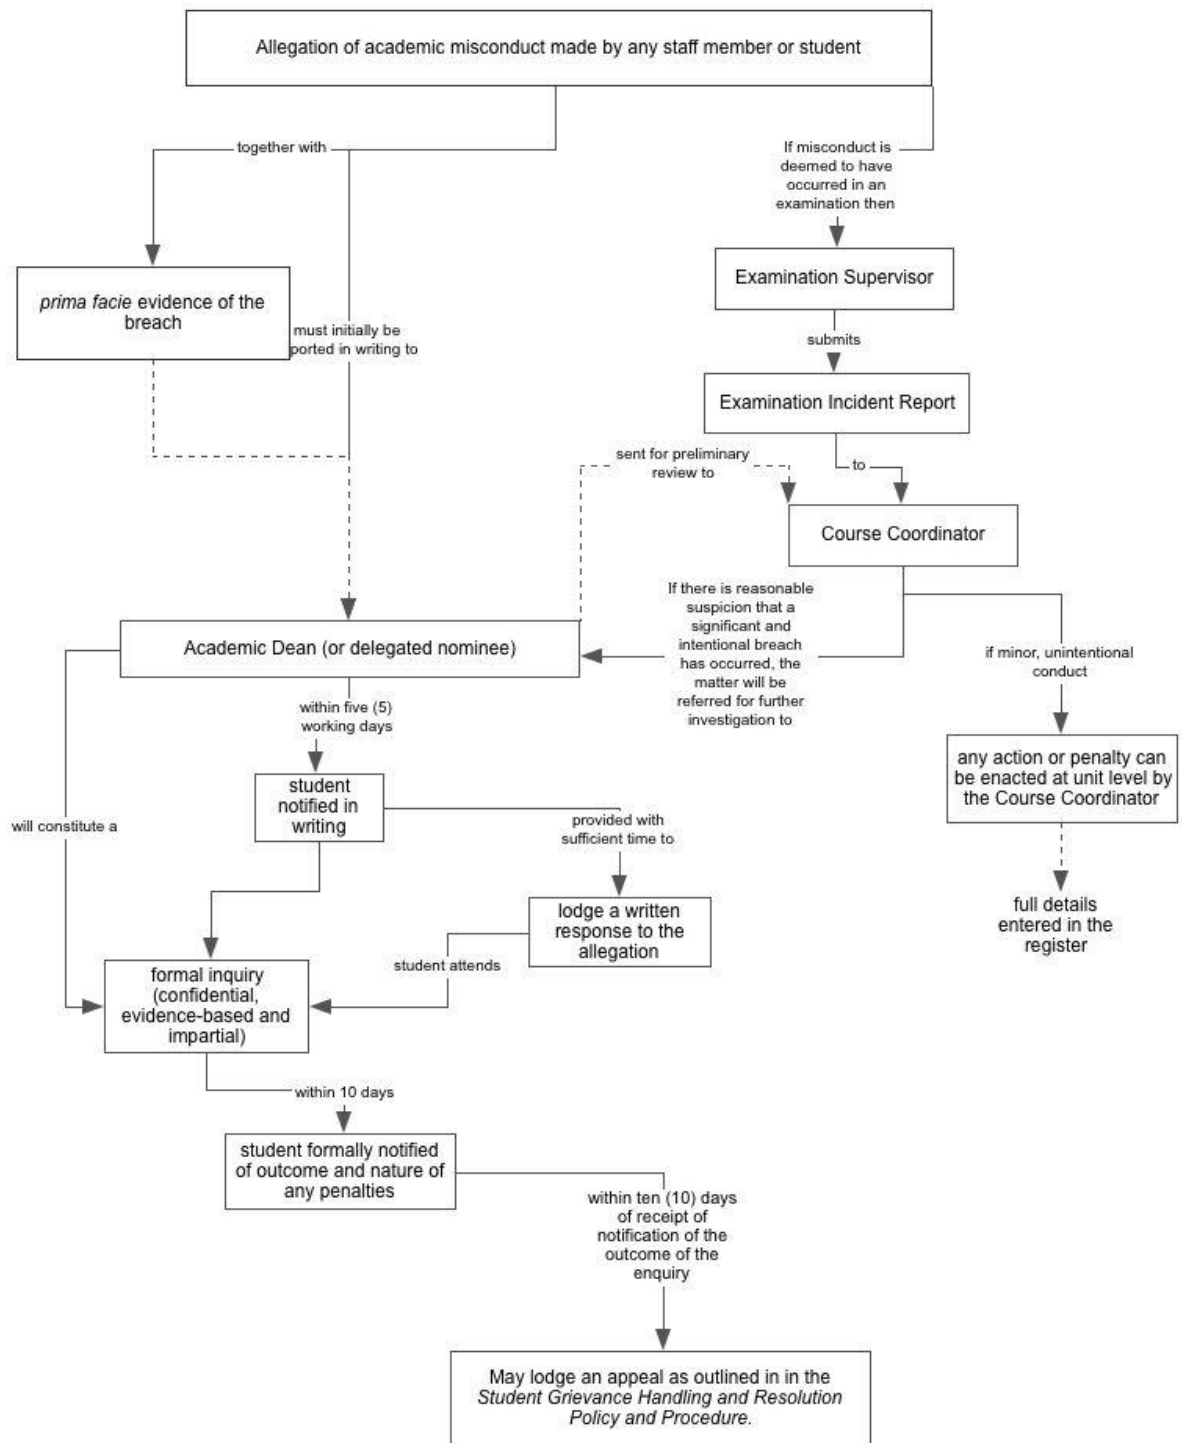 Allegation of academic misconduct made by any staff member or student
together with
If misconduct is
deemed to have
occurred in an
examination then
Examination Supervisor
prima facie evidence of the
breach
must initially be
ported in writing to
submits
Examination Incident Report
sent for preliminary
review to
to
Course Coordinator
If there is reasonable
suspicion that a
significant and
intentional breach
has occurred, the
matter will be
referred for further
investigation to
Academic Dean (or delegated nominee)
if minor, unintentional
conduct
within five (5)
working days
any action or penalty can
be enacted at unit level by
the Course Coordinator
student
notified in
writing
will constitute a
provided with
sufficient time to
full details
entered in the
register
lodge a written
response to the
allegation
student attends
formal inquiry
(confidential,
evidence-based and
impartial)
within 10 days
student formally notified
of outcome and nature of
any penalties
within ten (10) days
of receipt of
notification of the
outcome of the
enquiry
May lodge an appeal as outlined in in the
Student Grievance Handling and Resolution
Policy and Procedure.